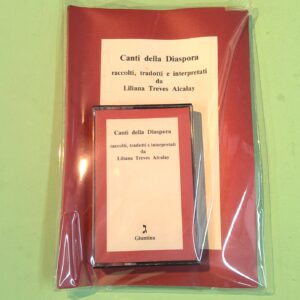 Canti della Diaspora
raccolti, tradotti e interpretati
da
Liliana Treves Alcalay
Canti della Diaspora
raccolti, tradotti e interpretati
da
Liliana Treves Alcalay
Giuntina